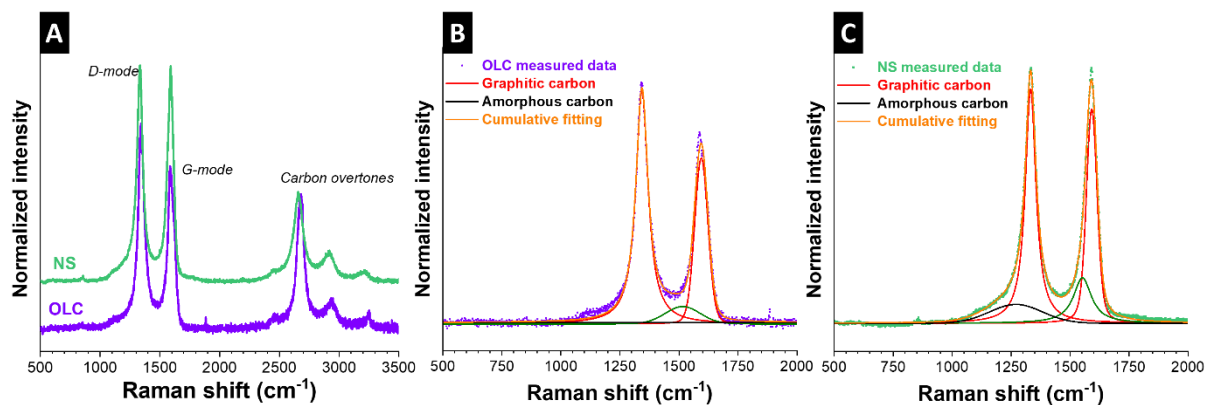 A
Normalized intensity
D-mode
G-mode
Carbon overtones
NS
OLC
500 1000 1500 2000 2500 3000 3500
Raman shift (cm-1)
B
Normalized intensity
OLC measured data
Graphitic carbon
Amorphous carbon
Cumulative fitting
500 750 1000 1250 1500 1750 2000
Raman shift (cm-1)
C
Normalized intensity
NS measured data
Graphitic carbon
Amorphous carbon
Cumulative fitting
500 750 1000 1250 1500 1750 2000
Raman shift (cm-1)